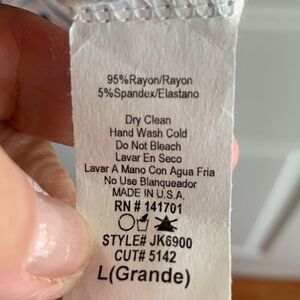 95%Rayon/Rayon
5%Spandex/Elastano
Dry Clean
Hand Wash Cold
Do Not Bleach
Lavar En Seco
Lavar A Mano Con Agua Fria
No Use Blanqueador
MADE IN U.S.A.
RN # 141701
STYLE# JK6900
CUT# 5142
L(Grande)